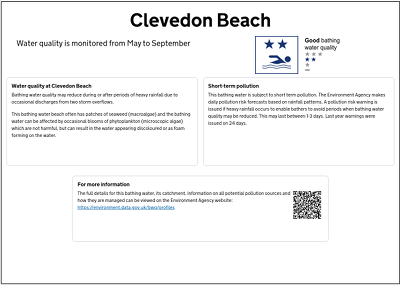 Clevedon Beach
Water quality is monitored from May to September
Good bathing
water quality
Water quality at Clevedon Beach
Bathing water quality may reduce during or after periods of heavy rainfall due to
occasional discharges from two storm overflows.
This bathing water beach often has patches of seaweed (macroalgae) and the bathing
water can be affected by occasional blooms of phytoplankton (microscopic algae)
which are not harmful, but can result in the water appearing discoloured or as foam
forming on the water.
Short-term pollution
This bathing water is subject to short term pollution. The Environment Agency makes
daily pollution risk forecasts based on rainfall patterns. A pollution risk warning is
issued if heavy rainfall occurs to enable bathers to avoid periods when bathing water
quality may be reduced. This may last between 1-3 days. Last year warnings were
issued on 24 days.
For more information
The full details for this bathing water, its catchment, information on all potential pollution sources and
how they are managed can be viewed on the Environment Agency website:
https://environment.data.gov.uk/bwq/profiles